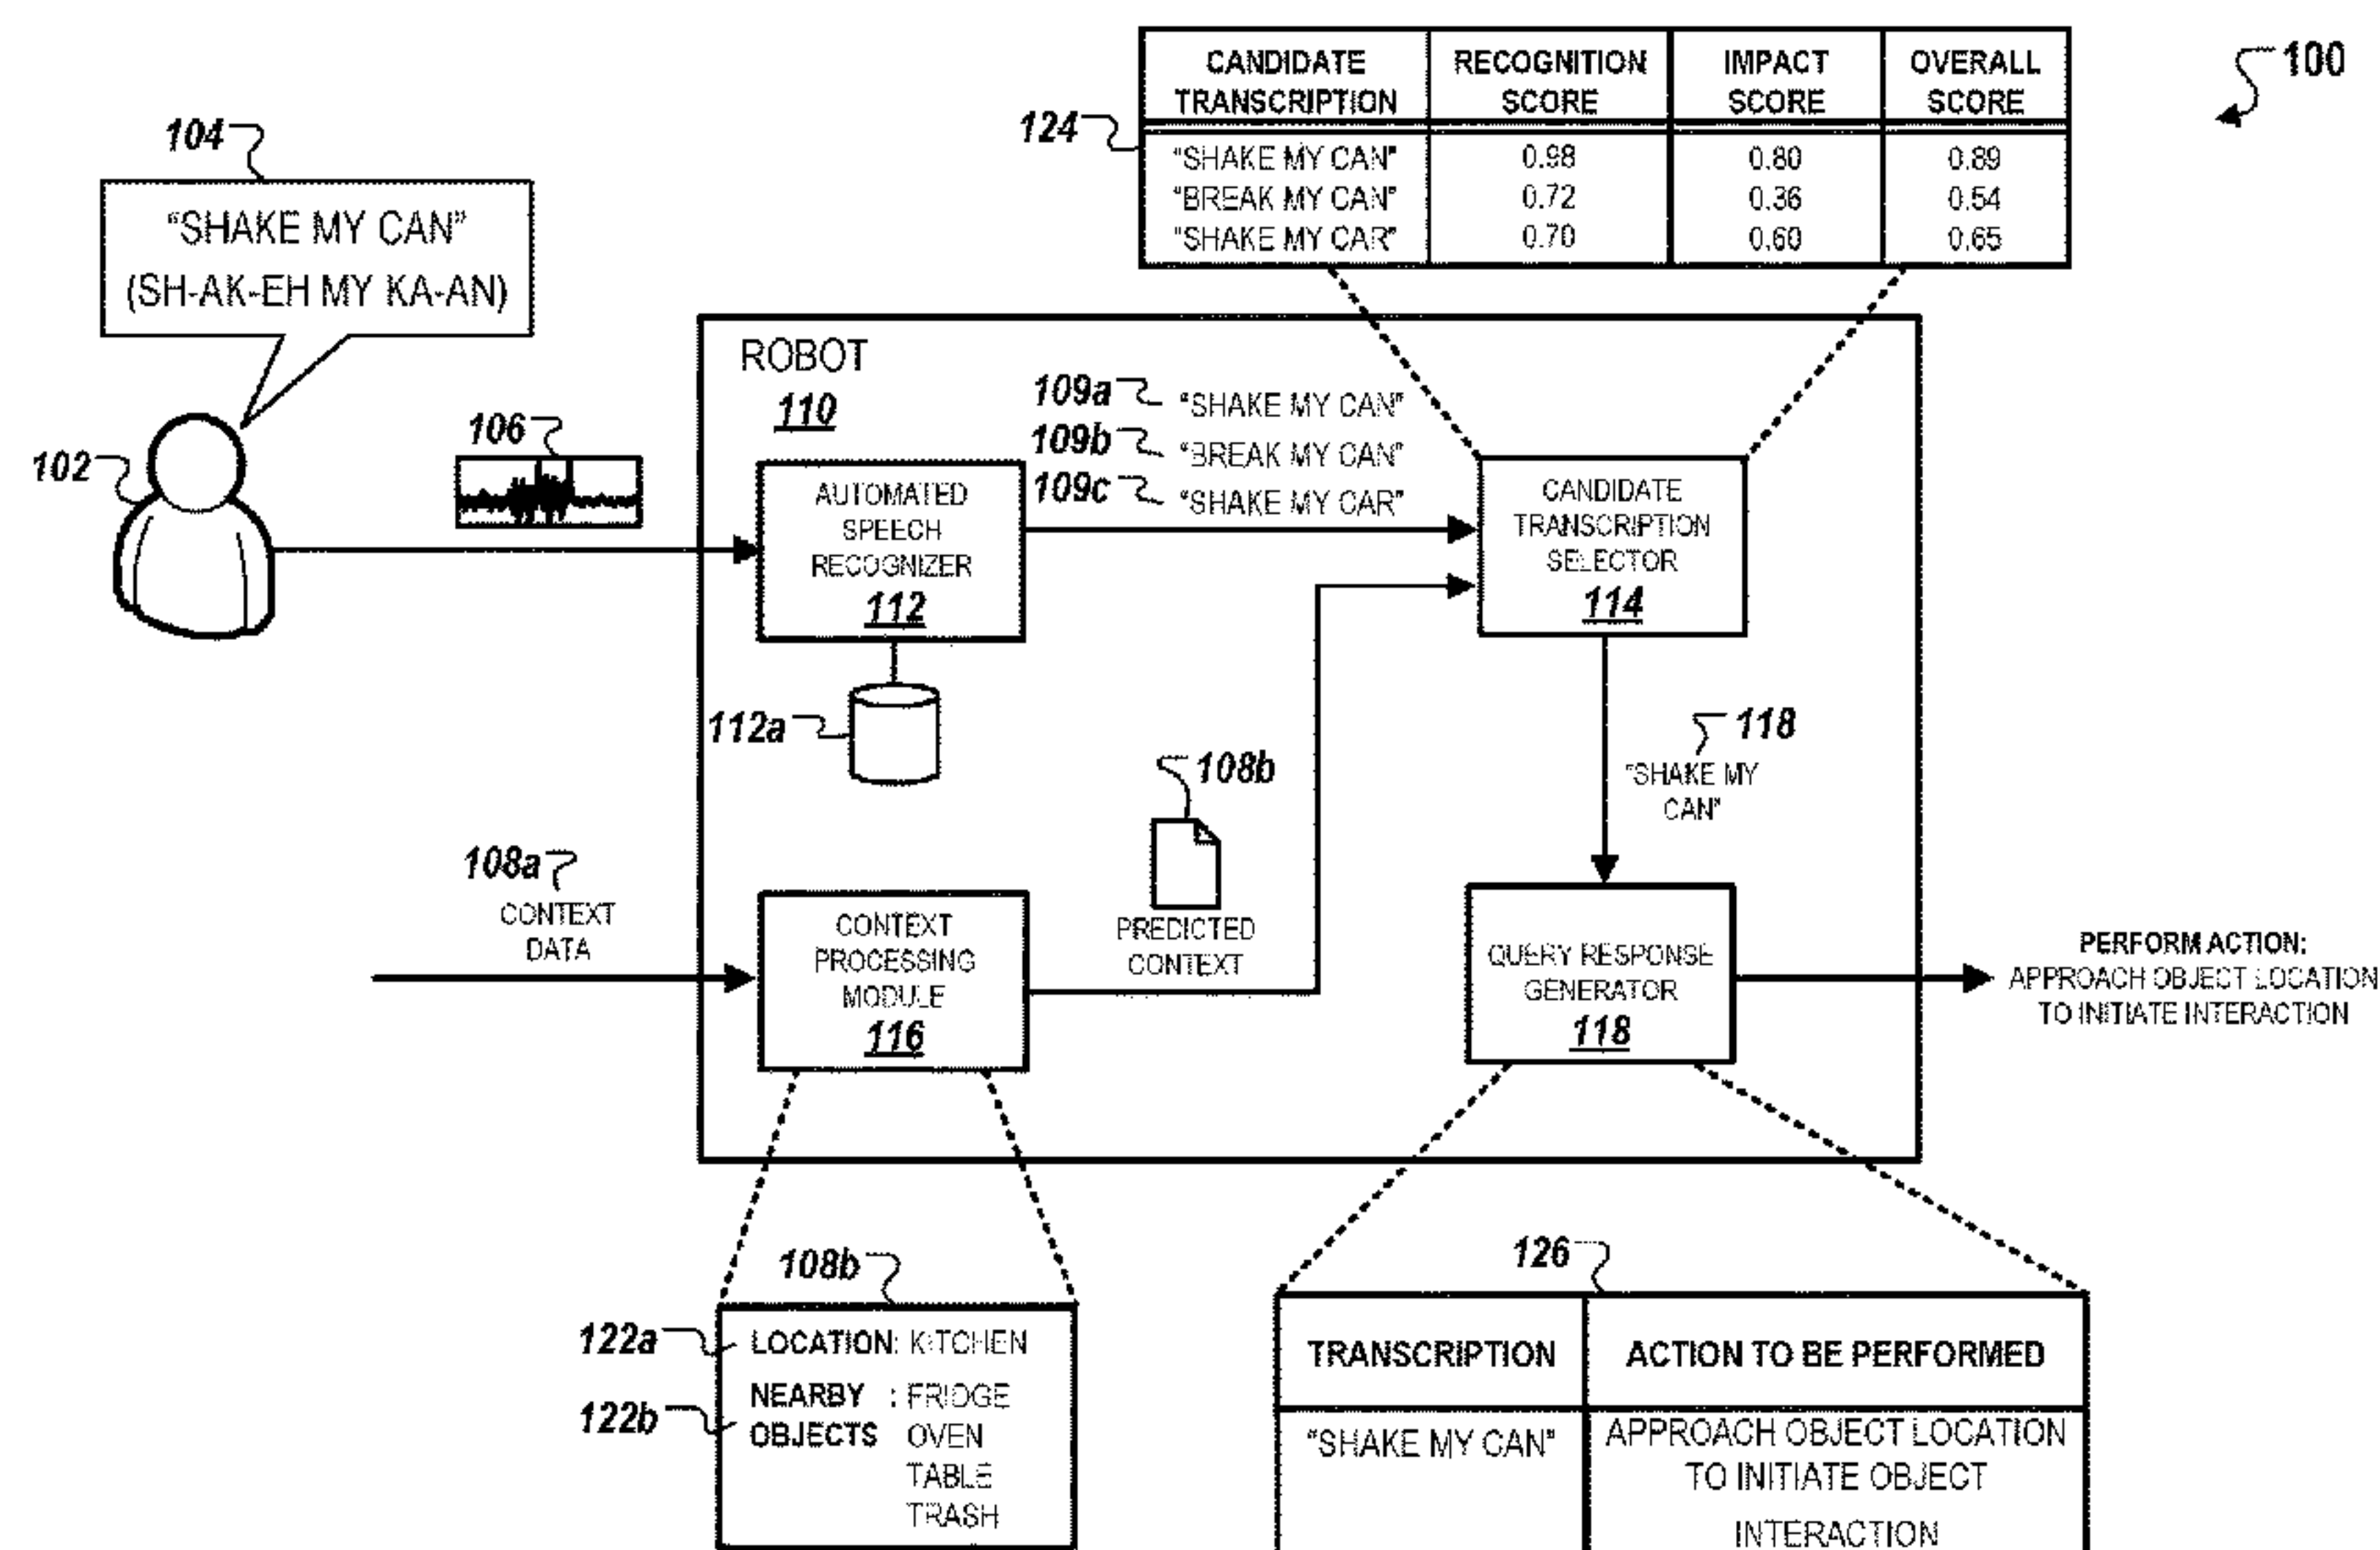 CANDIDATE TRANSCRIPTION RECOGNITION SCORE IMPACT SCORE OVERALL SCORE
"SHAKE MY CAN" 0.98 0.80 0.89
"BREAK MY CAN" 0.72 0.36 0.54
"SHAKE MY CAR" 0.70 0.60 0.65
124
100
104
"SHAKE MY CAN"
(SH-AK-EH MY KA-AN)
102
106
ROBOT
110
109a "SHAKE MY CAN"
109b "BREAK MY CAN"
109c "SHAKE MY CAR"
AUTOMATED
SPEECH
RECOGNIZER
112
112a
CANDIDATE
TRANSCRIPTION
SELECTOR
114
118
"SHAKE MY
CAN"
108a
CONTEXT
DATA
CONTEXT
PROCESSING
MODULE
116
108b
PREDICTED
CONTEXT
QUERY RESPONSE
GENERATOR
118
PERFORM ACTION:
APPROACH OBJECT LOCATION
TO INITIATE INTERACTION
108b
122a LOCATION: KITCHEN
NEARBY : FRIDGE
122b OBJECTS OVEN
TABLE
TRASH
126
TRANSCRIPTION ACTION TO BE PERFORMED
"SHAKE MY CAN" APPROACH OBJECT LOCATION
TO INITIATE OBJECT
INTERACTION